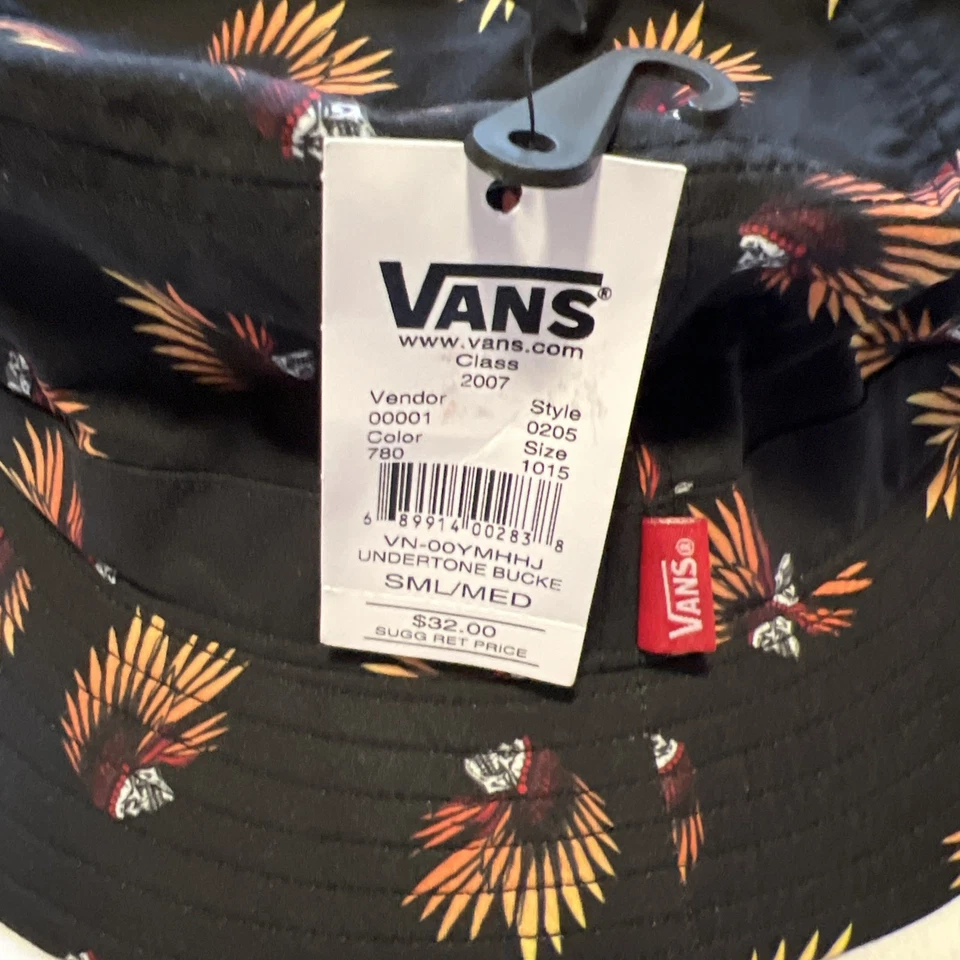 VANS®
www.vans.com
Class
2007
Vendor Style
00001 0205
Color Size
780 1015
6 89914 00283 8
VN-00YMHHJ
UNDERTONE BUCKE
SML/MED
$32.00
SUGG RET PRICE
VANS®